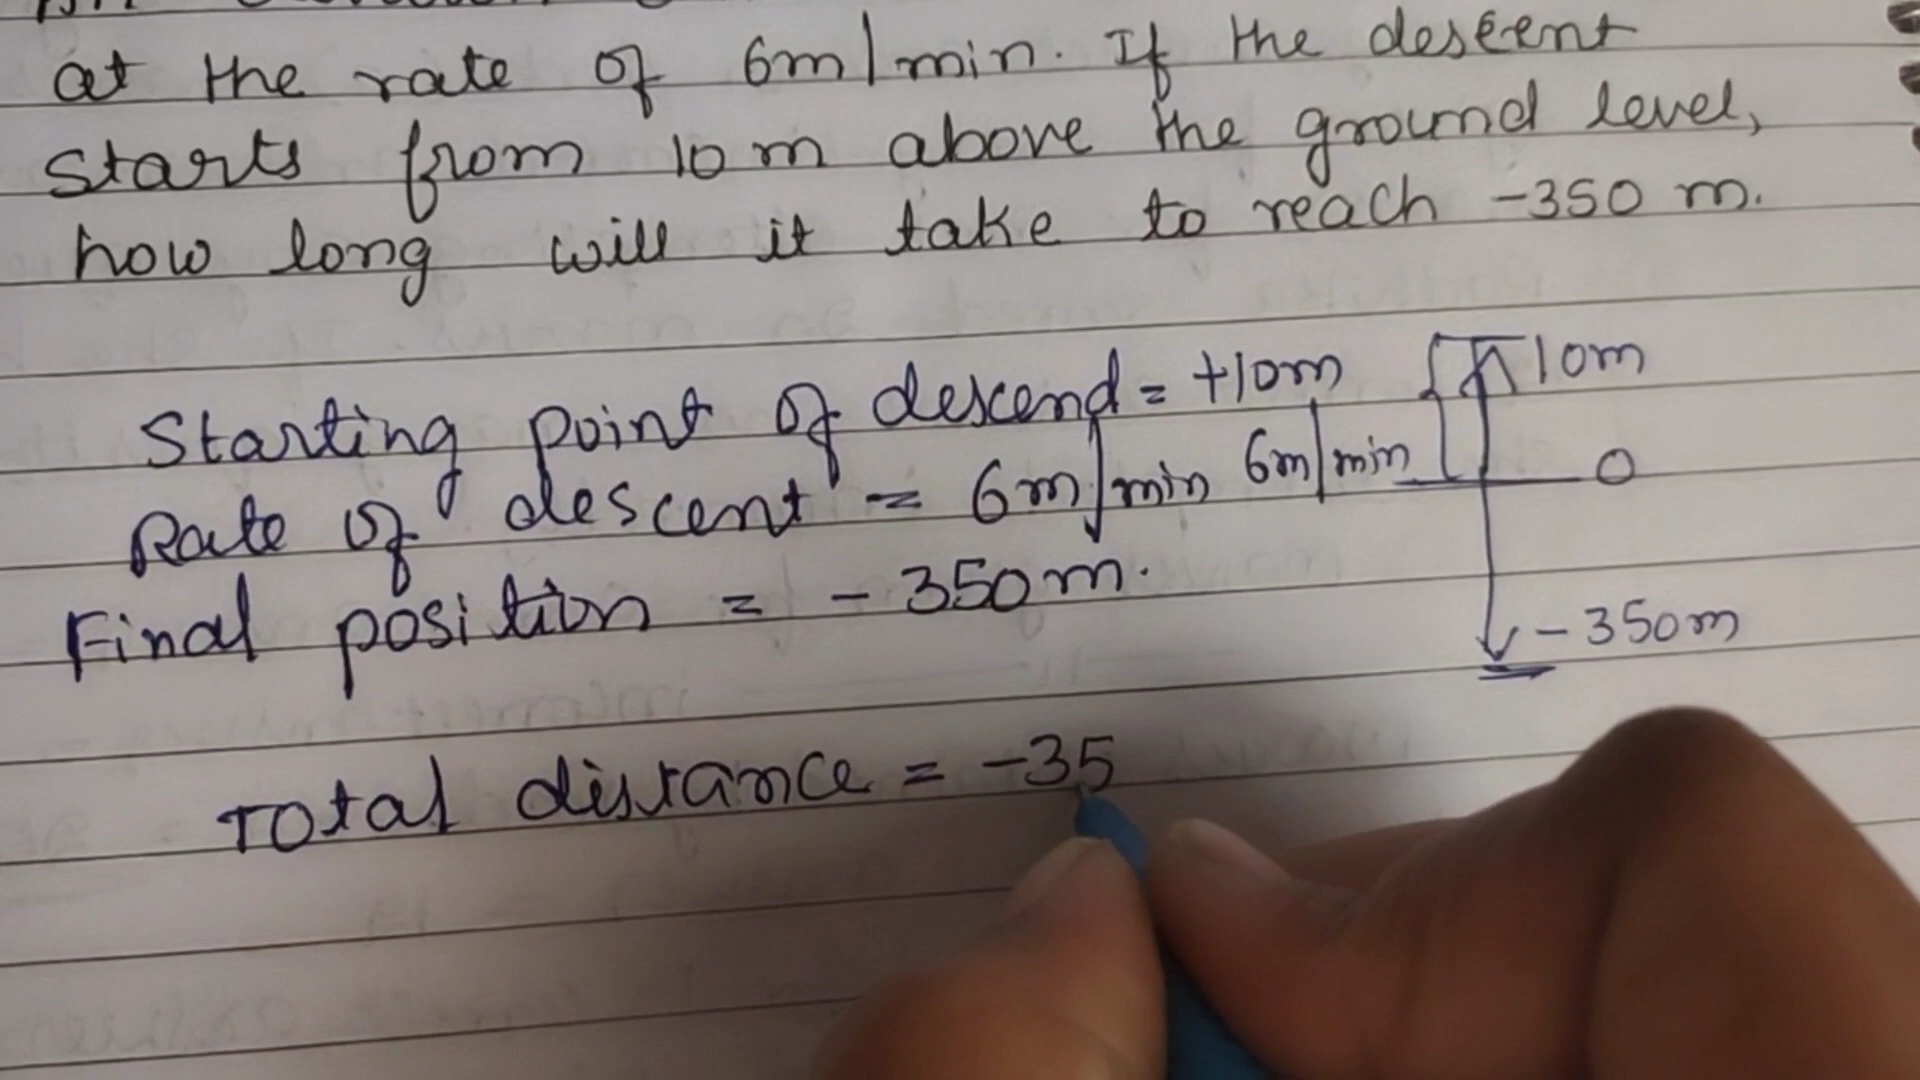 at the rate of 6m/min. If the descent
starts from 10 m above the ground level,
how long will it take to reach -350 m.
Starting point of descend = +10m
10m
Rate of descent = 6m/min
6m/min
0
Final position = - 350m.
- 350m
Total distance = -35